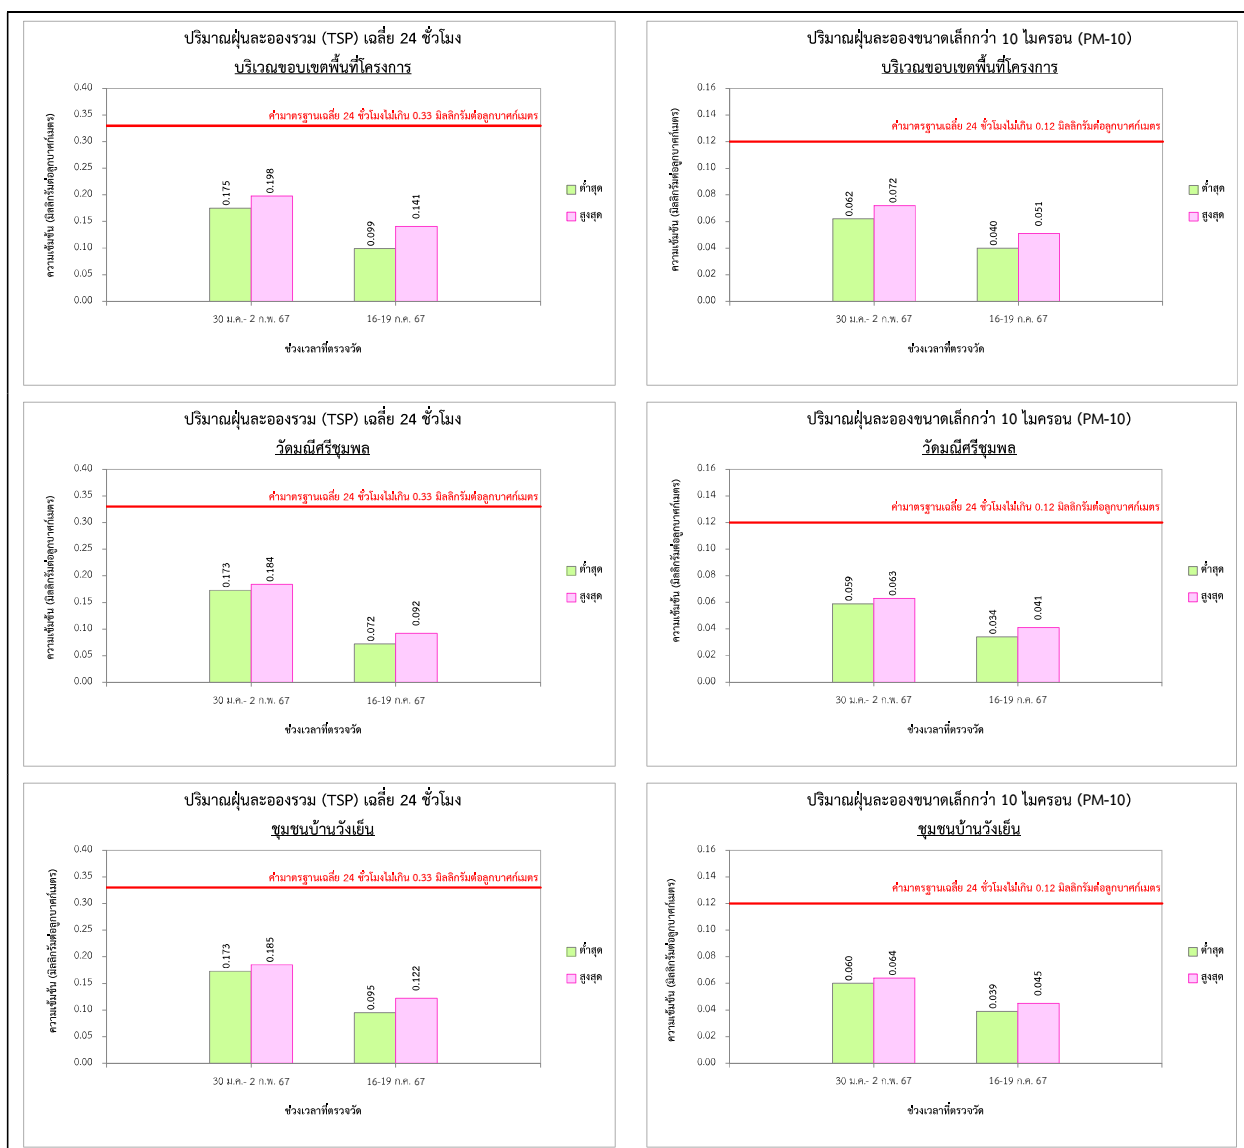 ปริมาณฝุ่นละอองรวม (TSP) เฉลี่ย 24 ชั่วโมง
บริเวณขอบเขตพื้นที่โครงการ
ความเข้มข้น (มิลลิกรัมต่อลูกบาศก์เมตร)
0.40
0.35
0.30
0.25
0.20
0.15
0.10
0.05
0.00
ค่ามาตรฐานเฉลี่ย 24 ชั่วโมงไม่เกิน 0.33 มิลลิกรัมต่อลูกบาศก์เมตร
0.175
0.198
0.099
0.141
ต่ำสุด
สูงสุด
30 ม.ค.- 2 ก.พ. 67
16-19 ก.ค. 67
ช่วงเวลาที่ตรวจวัด
ปริมาณฝุ่นละอองขนาดเล็กกว่า 10 ไมครอน (PM-10)
บริเวณขอบเขตพื้นที่โครงการ
ความเข้มข้น (มิลลิกรัมต่อลูกบาศก์เมตร)
0.16
0.14
0.12
0.10
0.08
0.06
0.04
0.02
0.00
ค่ามาตรฐานเฉลี่ย 24 ชั่วโมงไม่เกิน 0.12 มิลลิกรัมต่อลูกบาศก์เมตร
0.062
0.072
0.040
0.051
ต่ำสุด
สูงสุด
30 ม.ค.- 2 ก.พ. 67
16-19 ก.ค. 67
ช่วงเวลาที่ตรวจวัด
ปริมาณฝุ่นละอองรวม (TSP) เฉลี่ย 24 ชั่วโมง
วัดมณีศรีชุมพล
ความเข้มข้น (มิลลิกรัมต่อลูกบาศก์เมตร)
0.40
0.35
0.30
0.25
0.20
0.15
0.10
0.05
0.00
ค่ามาตรฐานเฉลี่ย 24 ชั่วโมงไม่เกิน 0.33 มิลลิกรัมต่อลูกบาศก์เมตร
0.173
0.184
0.072
0.092
ต่ำสุด
สูงสุด
30 ม.ค.- 2 ก.พ. 67
16-19 ก.ค. 67
ช่วงเวลาที่ตรวจวัด
ปริมาณฝุ่นละอองขนาดเล็กกว่า 10 ไมครอน (PM-10)
วัดมณีศรีชุมพล
ความเข้มข้น (มิลลิกรัมต่อลูกบาศก์เมตร)
0.16
0.14
0.12
0.10
0.08
0.06
0.04
0.02
0.00
ค่ามาตรฐานเฉลี่ย 24 ชั่วโมงไม่เกิน 0.12 มิลลิกรัมต่อลูกบาศก์เมตร
0.059
0.063
0.034
0.041
ต่ำสุด
สูงสุด
30 ม.ค.- 2 ก.พ. 67
16-19 ก.ค. 67
ช่วงเวลาที่ตรวจวัด
ปริมาณฝุ่นละอองรวม (TSP) เฉลี่ย 24 ชั่วโมง
ชุมชนบ้านวังเย็น
ความเข้มข้น (มิลลิกรัมต่อลูกบาศก์เมตร)
0.40
0.35
0.30
0.25
0.20
0.15
0.10
0.05
0.00
ค่ามาตรฐานเฉลี่ย 24 ชั่วโมงไม่เกิน 0.33 มิลลิกรัมต่อลูกบาศก์เมตร
0.173
0.185
0.095
0.122
ต่ำสุด
สูงสุด
30 ม.ค.- 2 ก.พ. 67
16-19 ก.ค. 67
ช่วงเวลาที่ตรวจวัด
ปริมาณฝุ่นละอองขนาดเล็กกว่า 10 ไมครอน (PM-10)
ชุมชนบ้านวังเย็น
ความเข้มข้น (มิลลิกรัมต่อลูกบาศก์เมตร)
0.16
0.14
0.12
0.10
0.08
0.06
0.04
0.02
0.00
ค่ามาตรฐานเฉลี่ย 24 ชั่วโมงไม่เกิน 0.12 มิลลิกรัมต่อลูกบาศก์เมตร
0.060
0.064
0.039
0.045
ต่ำสุด
สูงสุด
30 ม.ค.- 2 ก.พ. 67
16-19 ก.ค. 67
ช่วงเวลาที่ตรวจวัด